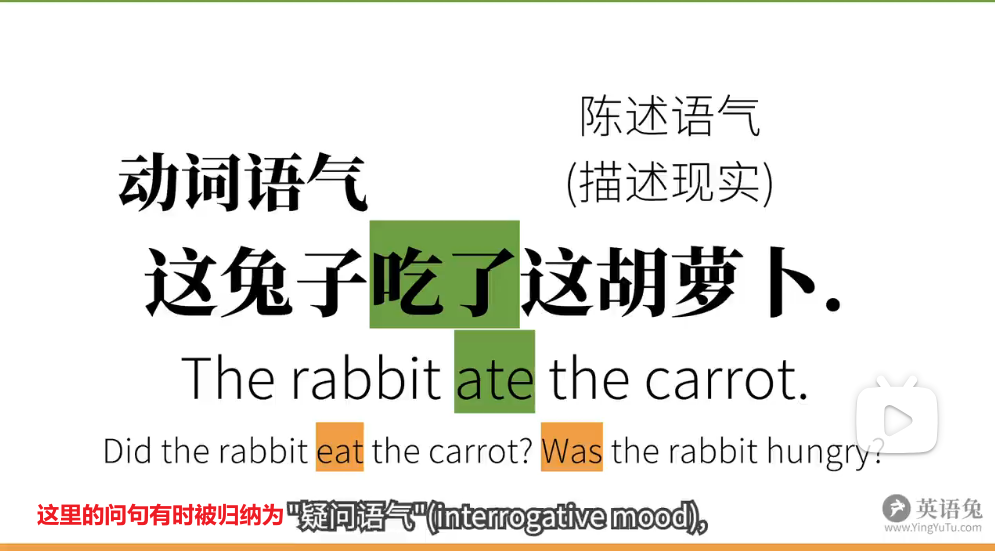 陈述语气
(描述现实)
动词语气
这兔子吃了这胡萝卜.
The rabbit ate the carrot.
Did the rabbit eat the carrot? Was the rabbit hungry?
这里的问句有时被归纳为"疑问语气"(interrogative mood),
英语兔
www.YingYuTu.com